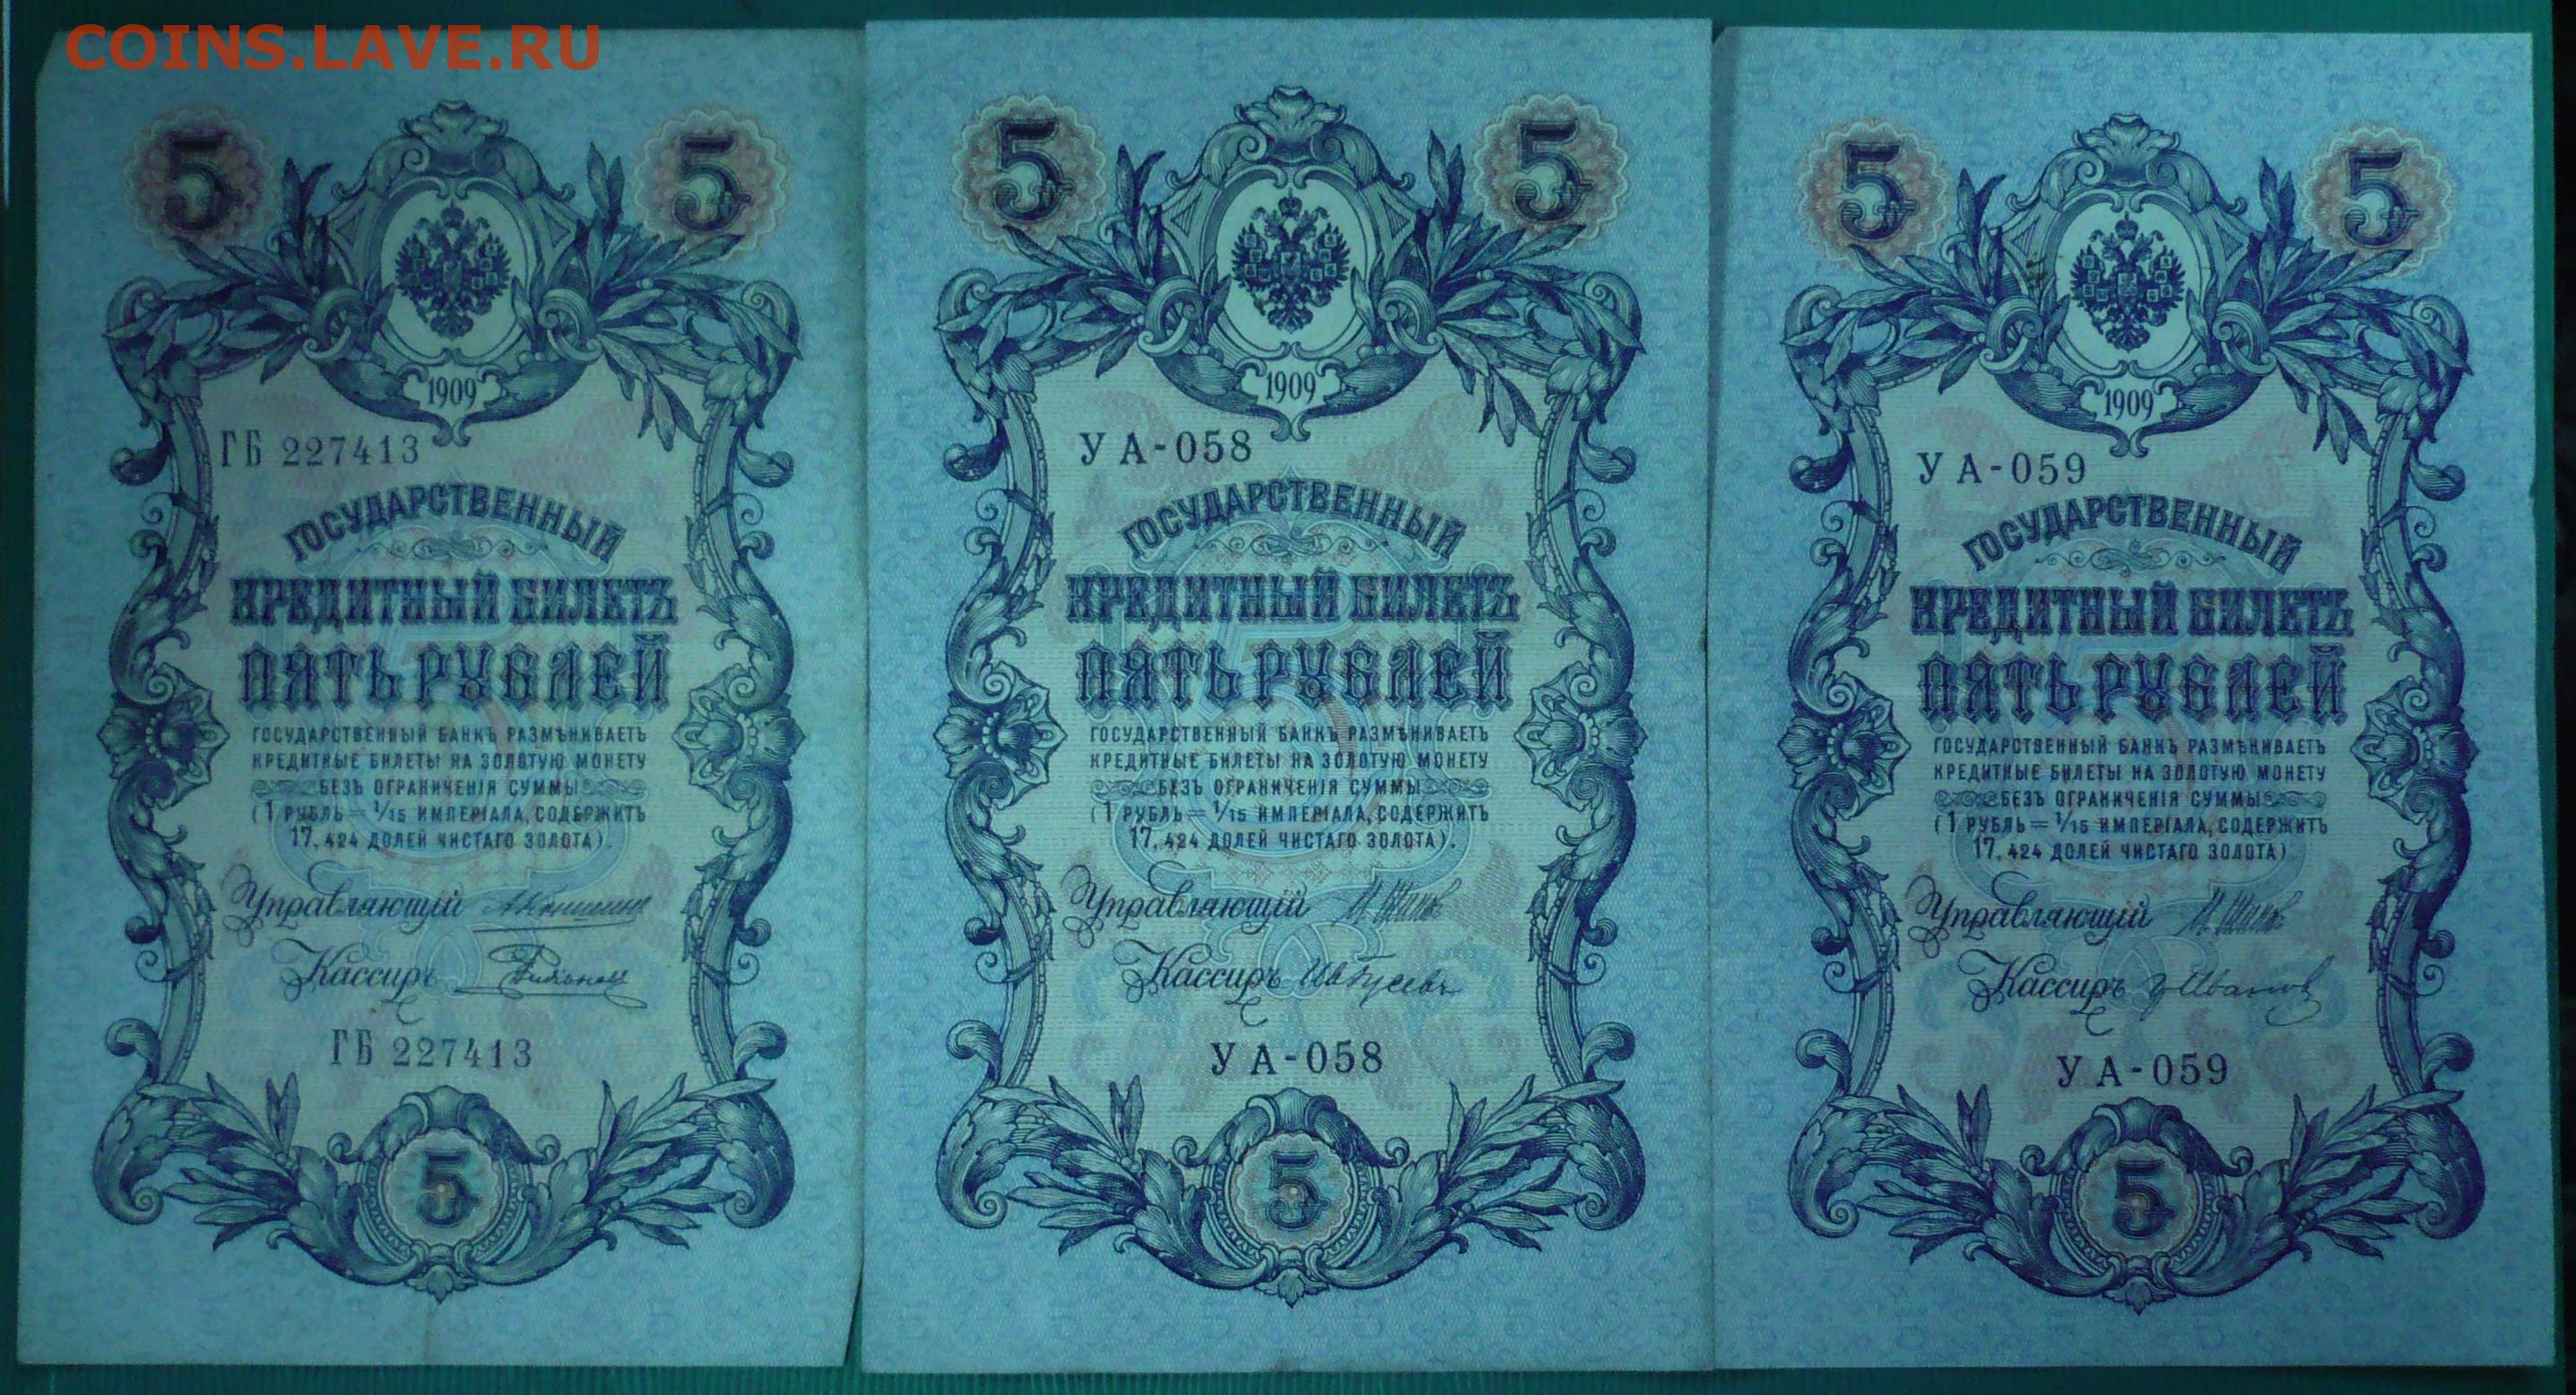 COINS.LAVE.RU
5 5
1909
ГБ 227413
ГОСУДАРСТВЕННЫЙ
КРЕДИТНЫЙ БИЛЕТЪ
ПЯТЬ РУБЛЕЙ
ГОСУДАРСТВЕННЫЙ БАНКЪ РАЗМѢНИВАЕТЪ
КРЕДИТНЫЕ БИЛЕТЫ НА ЗОЛОТУЮ МОНЕТУ
БЕЗЪ ОГРАНИЧЕНІЯ СУММЫ
(1 РУБЛЬ = 1/15 ИМПЕРІАЛА, СОДЕРЖИТЪ
17,424 ДОЛЕЙ ЧИСТАГО ЗОЛОТА).
Управляющій
Кассиръ
ГБ 227413
5
5 5
1909
УА-058
ГОСУДАРСТВЕННЫЙ
КРЕДИТНЫЙ БИЛЕТЪ
ПЯТЬ РУБЛЕЙ
ГОСУДАРСТВЕННЫЙ БАНКЪ РАЗМѢНИВАЕТЪ
КРЕДИТНЫЕ БИЛЕТЫ НА ЗОЛОТУЮ МОНЕТУ
БЕЗЪ ОГРАНИЧЕНІЯ СУММЫ
(1 РУБЛЬ = 1/15 ИМПЕРІАЛА, СОДЕРЖИТЪ
17,424 ДОЛЕЙ ЧИСТАГО ЗОЛОТА).
Управляющій
Кассиръ
УА-058
5
5 5
1909
УА-059
ГОСУДАРСТВЕННЫЙ
КРЕДИТНЫЙ БИЛЕТЪ
ПЯТЬ РУБЛЕЙ
ГОСУДАРСТВЕННЫЙ БАНКЪ РАЗМѢНИВАЕТЪ
КРЕДИТНЫЕ БИЛЕТЫ НА ЗОЛОТУЮ МОНЕТУ
БЕЗЪ ОГРАНИЧЕНІЯ СУММЫ
(1 РУБЛЬ = 1/15 ИМПЕРІАЛА, СОДЕРЖИТЪ
17,424 ДОЛЕЙ ЧИСТАГО ЗОЛОТА)
Управляющій
Кассиръ
УА-059
5